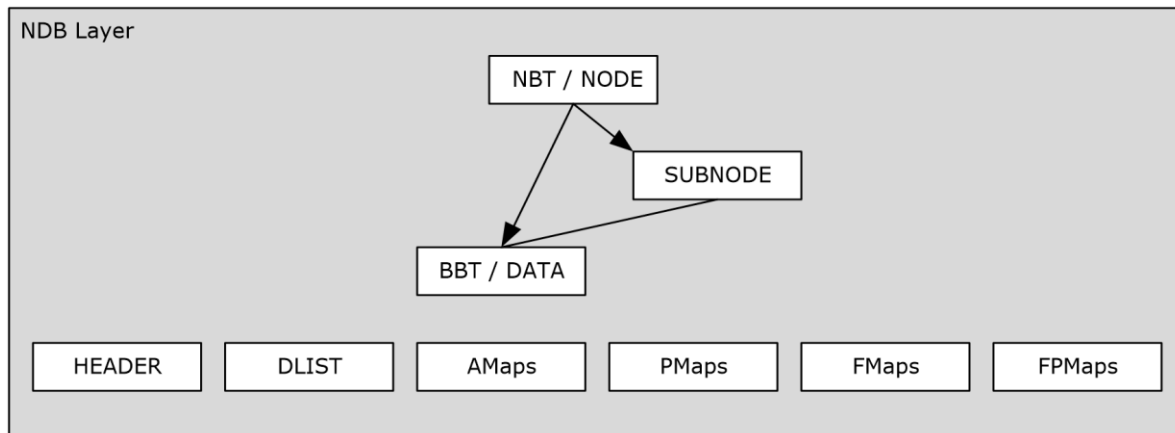 NDB Layer
NBT / NODE
SUBNODE
BBT / DATA
HEADER
DLIST
AMaps
PMaps
FMaps
FPMaps